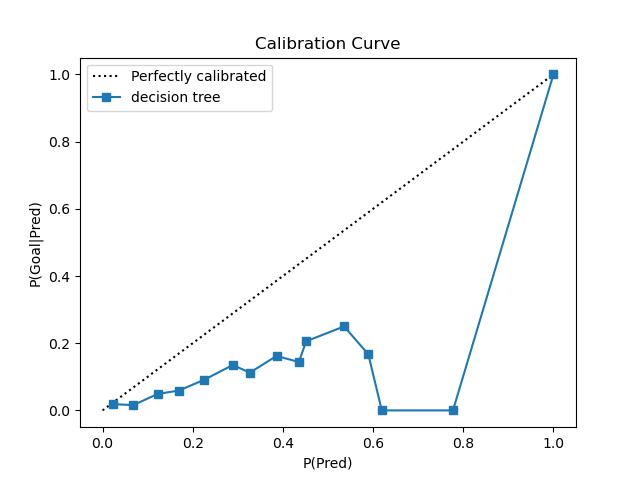 Calibration Curve
Perfectly calibrated
decision tree
1.0
0.8
0.6
0.4
0.2
0.0
P(Goal|Pred)
0.0 0.2 0.4 0.6 0.8 1.0
P(Pred)